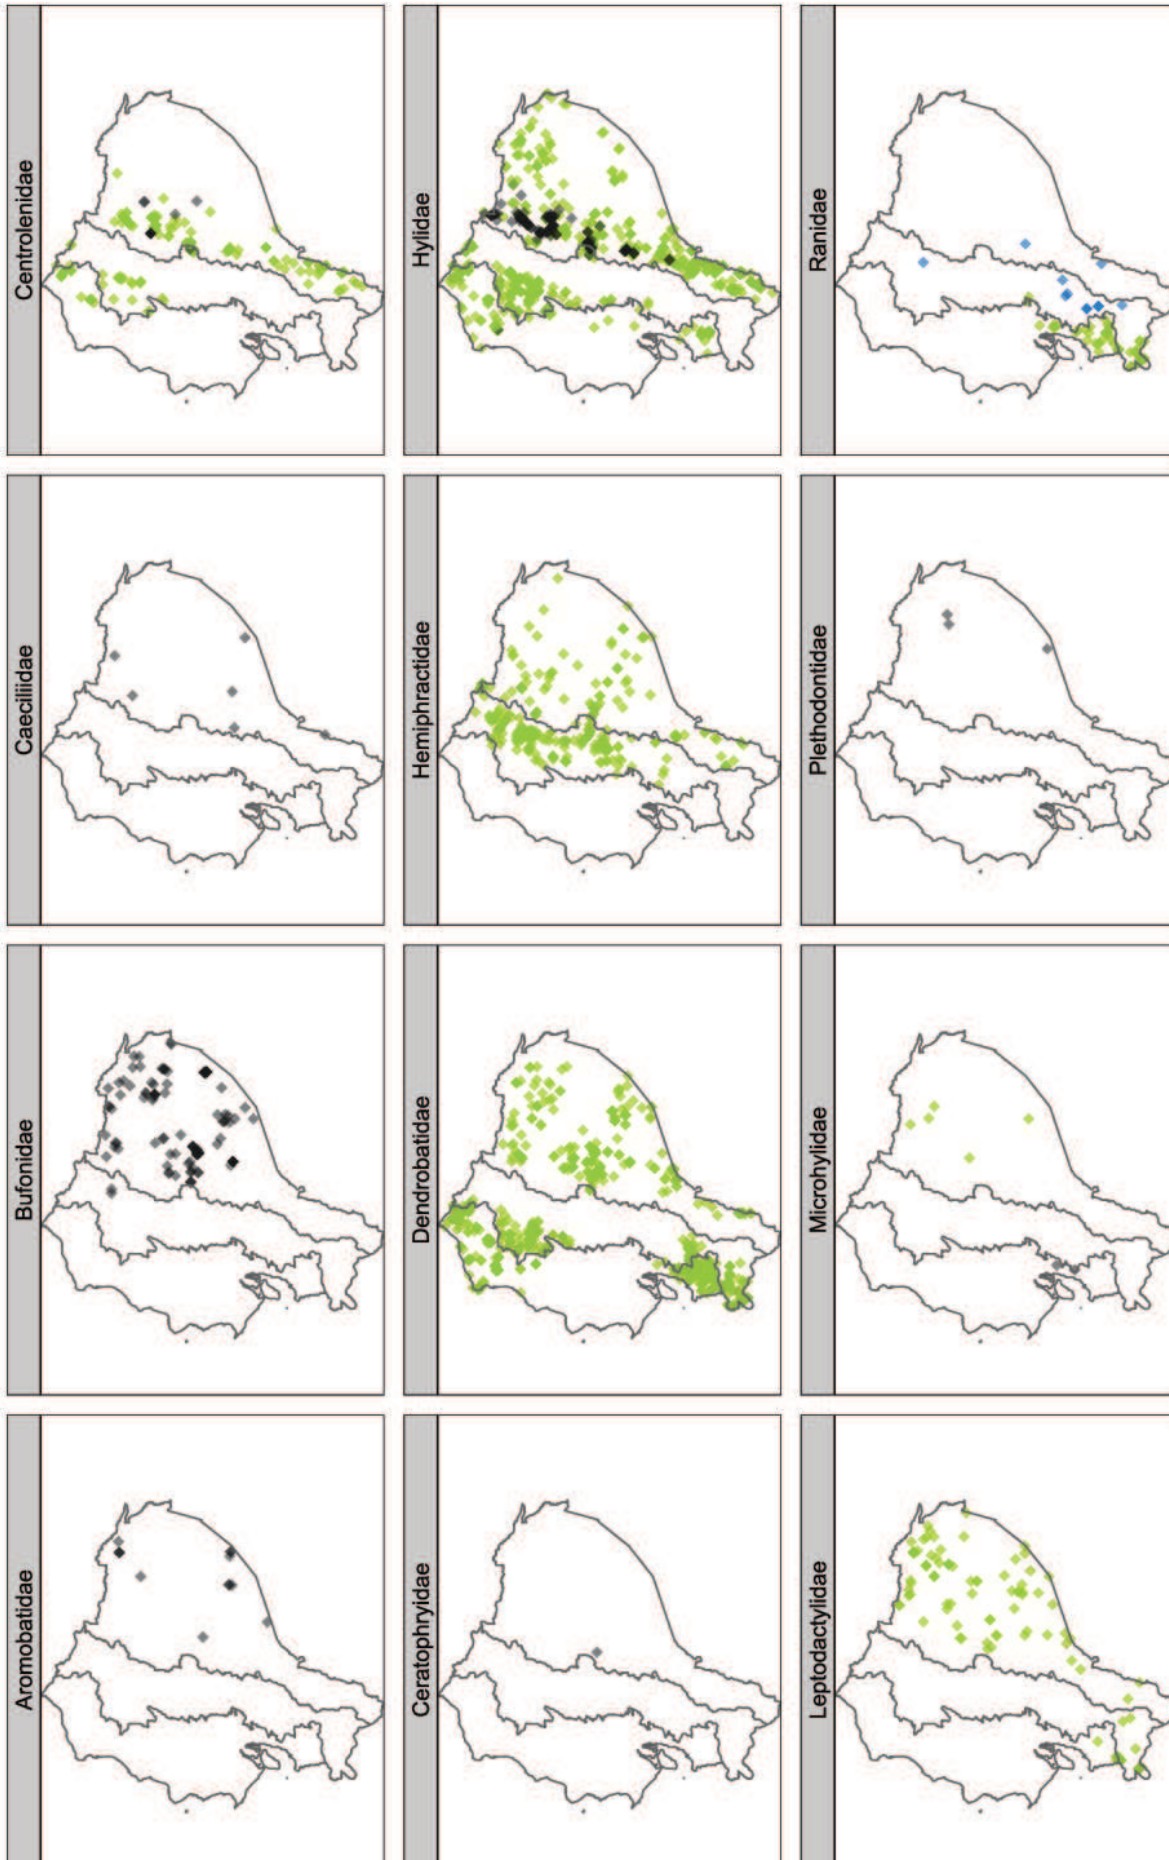 Aromobatidae
Bufonidae
Caeciliidae
Centrolenidae
Ceratophryidae
Dendrobatidae
Hemiphractidae
Hylidae
Leptodactylidae
Microhylidae
Plethodontidae
Ranidae